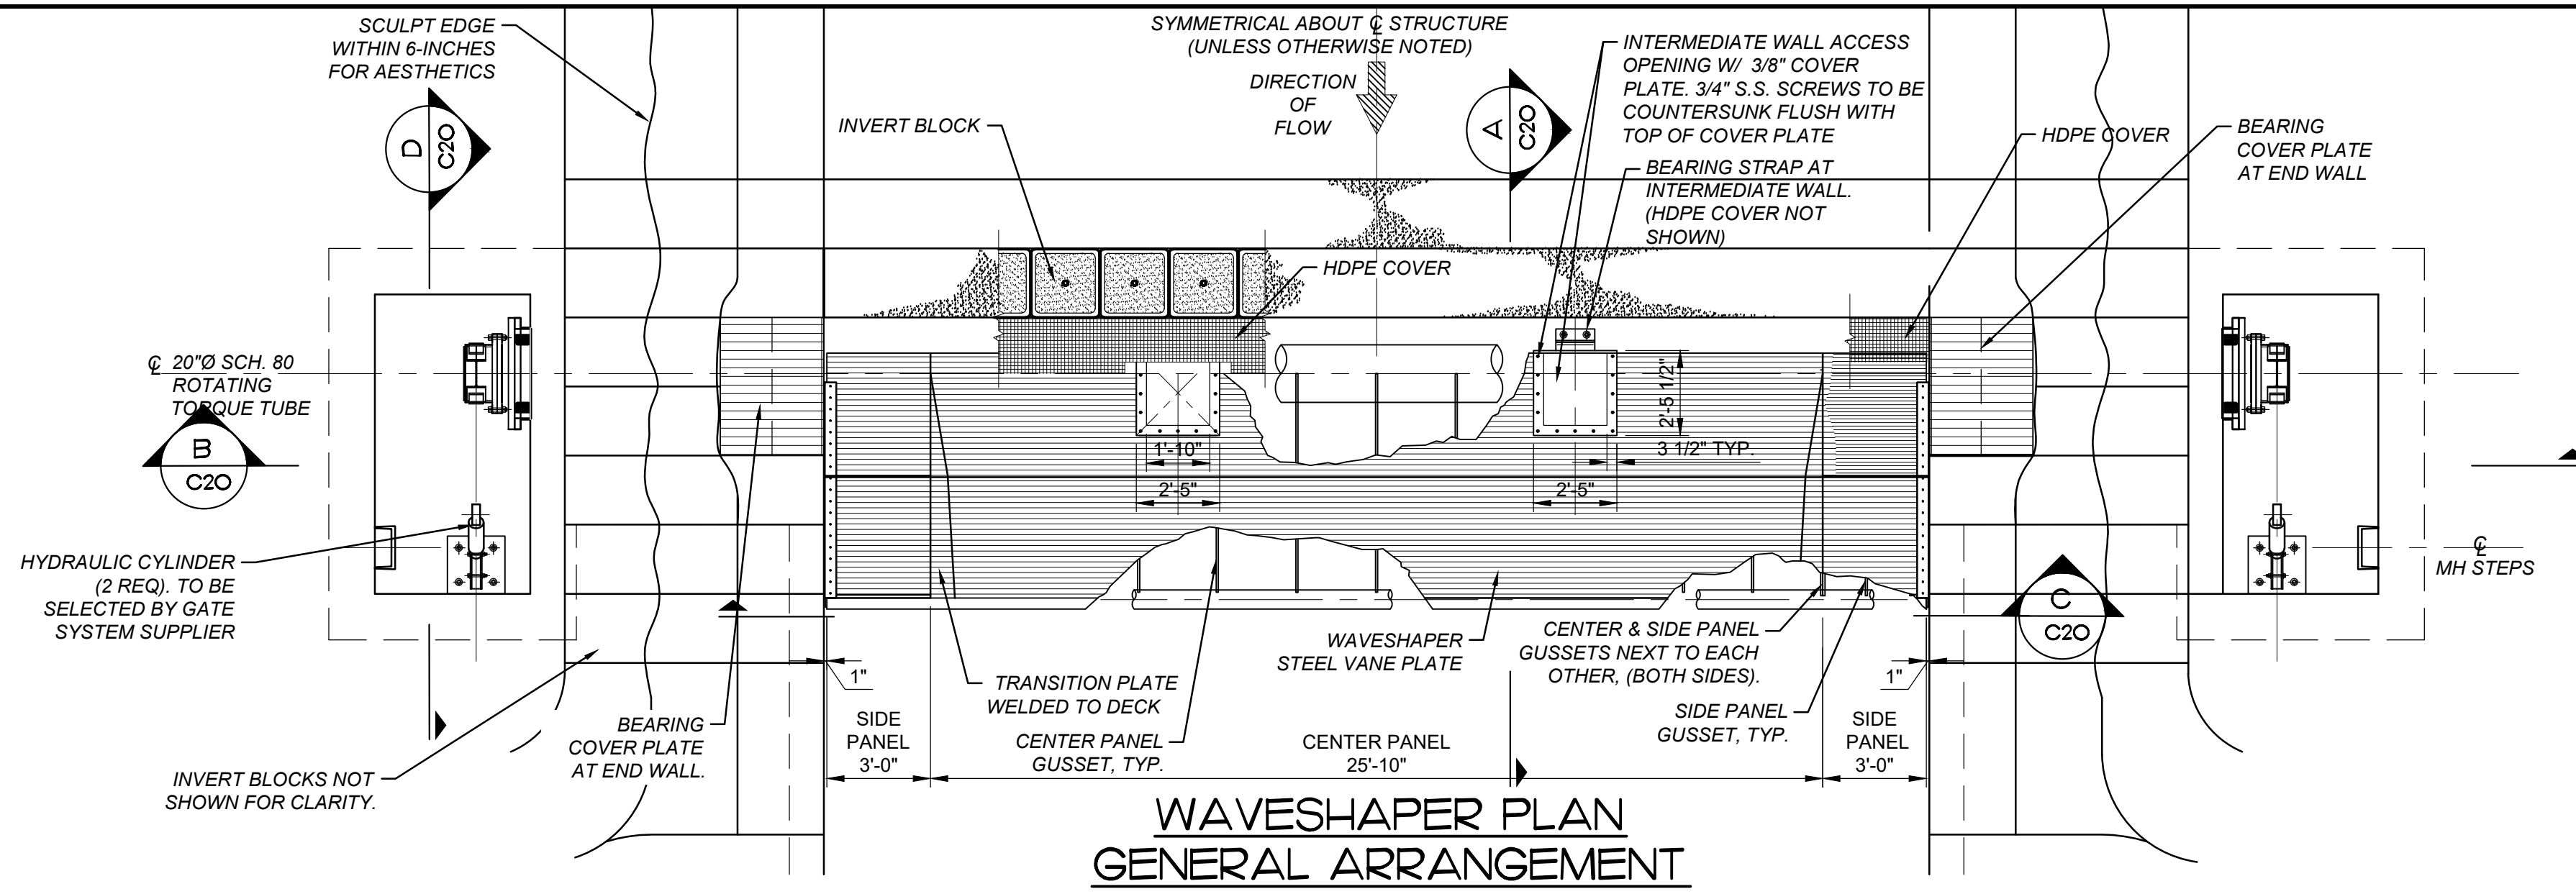 SCULPT EDGE
WITHIN 6-INCHES
FOR AESTHETICS
SYMMETRICAL ABOUT ℄ STRUCTURE
(UNLESS OTHERWISE NOTED)
DIRECTION
OF
FLOW
INTERMEDIATE WALL ACCESS
OPENING W/ 3/8" COVER
PLATE. 3/4" S.S. SCREWS TO BE
COUNTERSUNK FLUSH WITH
TOP OF COVER PLATE
D
C20
INVERT BLOCK
A
C20
HDPE COVER
BEARING
COVER PLATE
AT END WALL
BEARING STRAP AT
INTERMEDIATE WALL.
(HDPE COVER NOT
SHOWN)
HDPE COVER
℄ 20"Ø SCH. 80
ROTATING
TORQUE TUBE
B
C20
2'-5 1/2"
1'-10"
3 1/2" TYP.
2'-5"
2'-5"
HYDRAULIC CYLINDER
(2 REQ). TO BE
SELECTED BY GATE
SYSTEM SUPPLIER
℄
MH STEPS
C
C20
WAVESHAPER
STEEL VANE PLATE
CENTER & SIDE PANEL
GUSSETS NEXT TO EACH
OTHER, (BOTH SIDES).
1"
1"
TRANSITION PLATE
WELDED TO DECK
BEARING
COVER PLATE
AT END WALL.
SIDE
PANEL
3'-0"
CENTER PANEL
GUSSET, TYP.
CENTER PANEL
25'-10"
SIDE PANEL
GUSSET, TYP.
SIDE
PANEL
3'-0"
INVERT BLOCKS NOT
SHOWN FOR CLARITY.
WAVESHAPER PLAN
GENERAL ARRANGEMENT